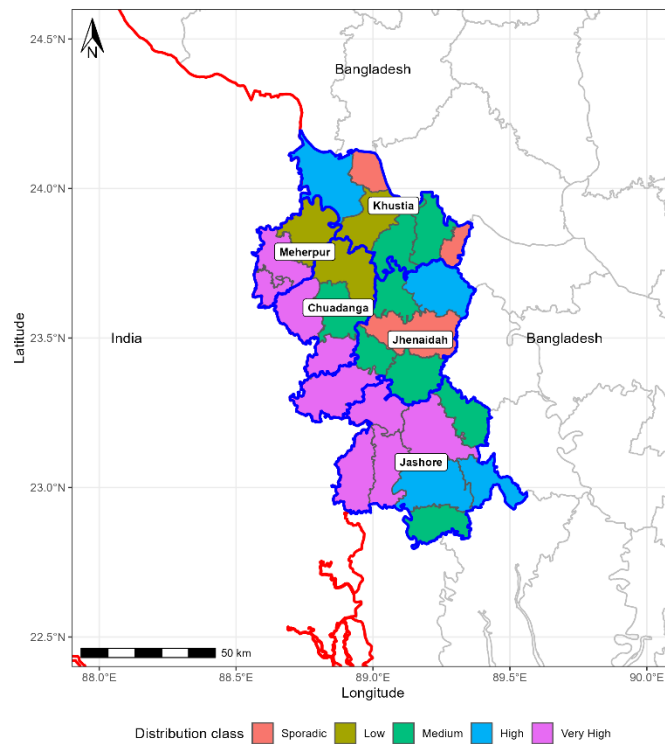 24.5°N
24.0°N
23.5°N
23.0°N
22.5°N
Latitude
N
Bangladesh
Khustia
Meherpur
Chuadanga
India
Jhenaidah
Bangladesh
Jashore
50 km
88.0°E 88.5°E 89.0°E 89.5°E 90.0°E
Longitude
Distribution class Sporadic Low Medium High Very High